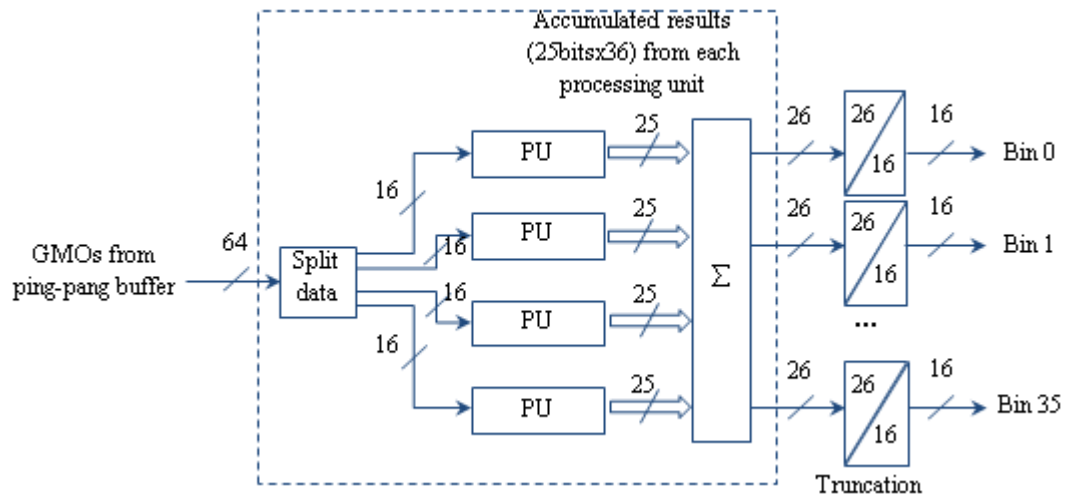 Accumulated results
(25bitsx36) from each
processing unit
GMOs from
ping-pang buffer
64
Split
data
16
16
16
16
PU
PU
PU
PU
25
25
25
25
Σ
26
26
16
16
Bin 0
26
26
16
16
Bin 1
...
26
26
16
16
Bin 35
Truncation